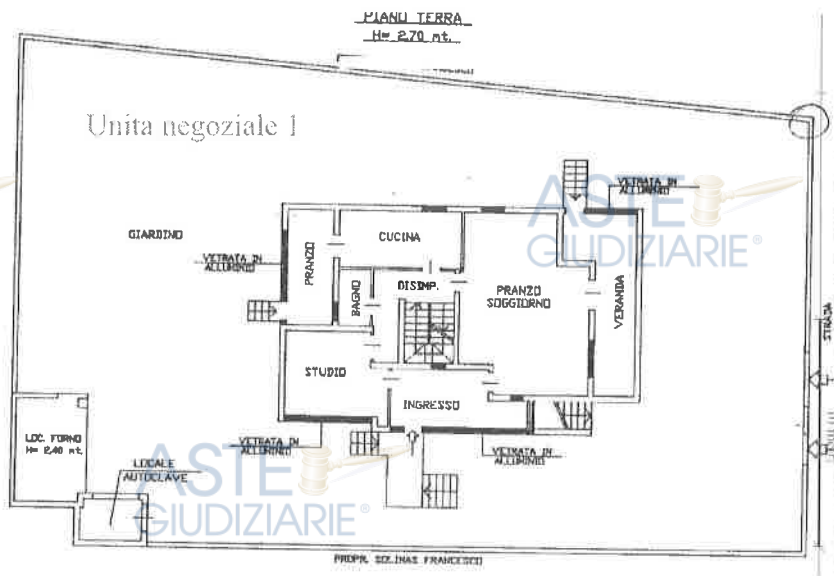 PIANO TERRA
H= 2,70 mt.
Unita negoziale 1
VETRATA IN
ALLUMINIO
ASTE
GIUDIZIARIE®
GIARDINO
CUCINA
PRANZO
VETRATA IN
ALLUMINIO
BAGNO
DISIMP.
PRANZO
SOGGIORNO
VERANDA
STRADA
STUDIO
INGRESSO
LOC. FORNO
H= 2,40 mt.
VETRATA IN
ALLUMINIO
VETRATA IN
ALLUMINIO
LOCALE
AUTOCLAVE
ASTE
GIUDIZIARIE®
PROPR. SOLINAS FRANCESCO